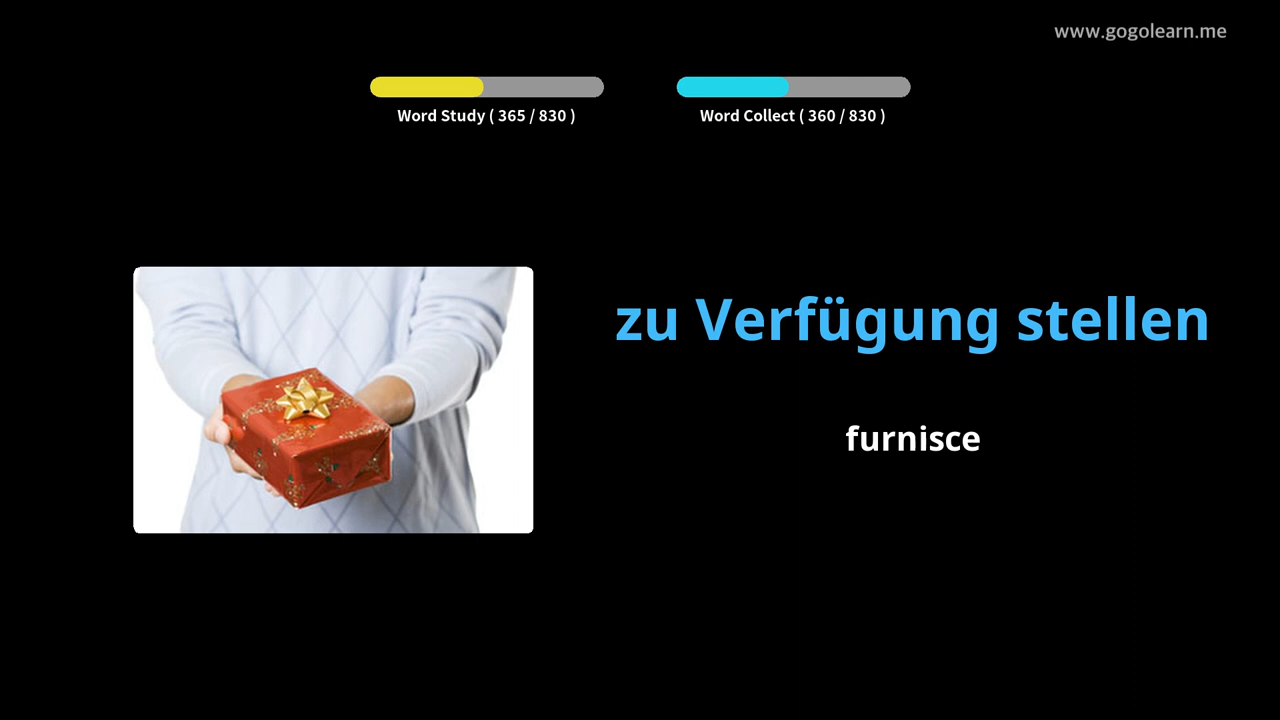 www.gogolearn.me
Word Study ( 365 / 830 )
Word Collect ( 360 / 830 )
zu Verfügung stellen
furnisce